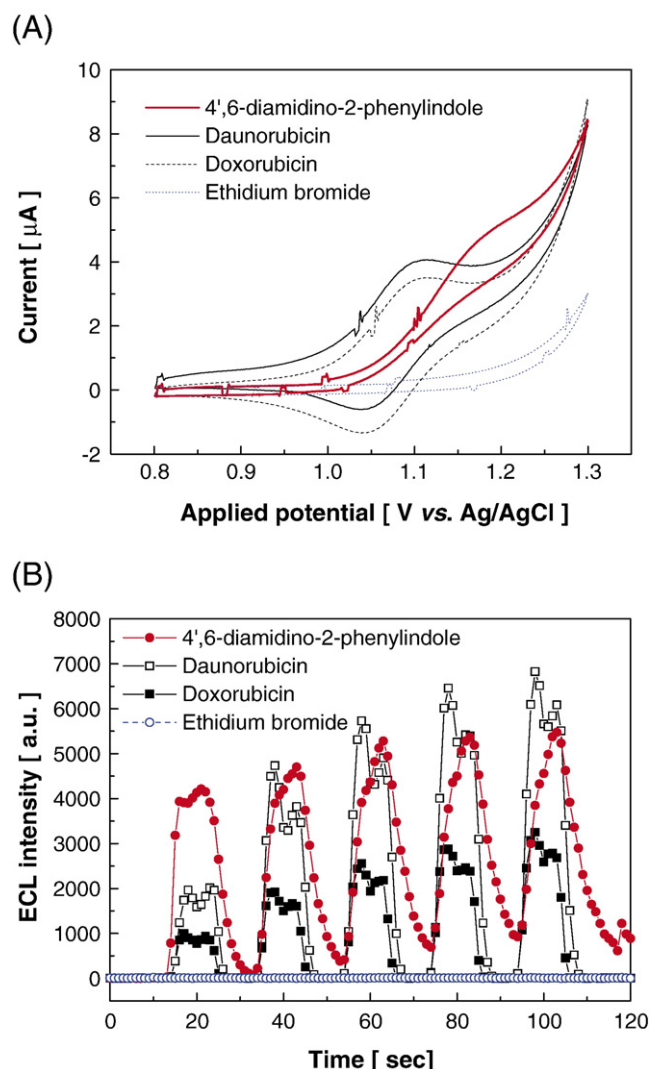 (A)
10
8
6
4
2
0
-2
Current [ µA ]
4',6-diamidino-2-phenylindole
Daunorubicin
Doxorubicin
Ethidium bromide
0.8 0.9 1.0 1.1 1.2 1.3
Applied potential [ V vs. Ag/AgCl ]
(B)
8000
7000
6000
5000
4000
3000
2000
1000
0
ECL intensity [ a.u. ]
4',6-diamidino-2-phenylindole
Daunorubicin
Doxorubicin
Ethidium bromide
0 20 40 60 80 100 120
Time [ sec]